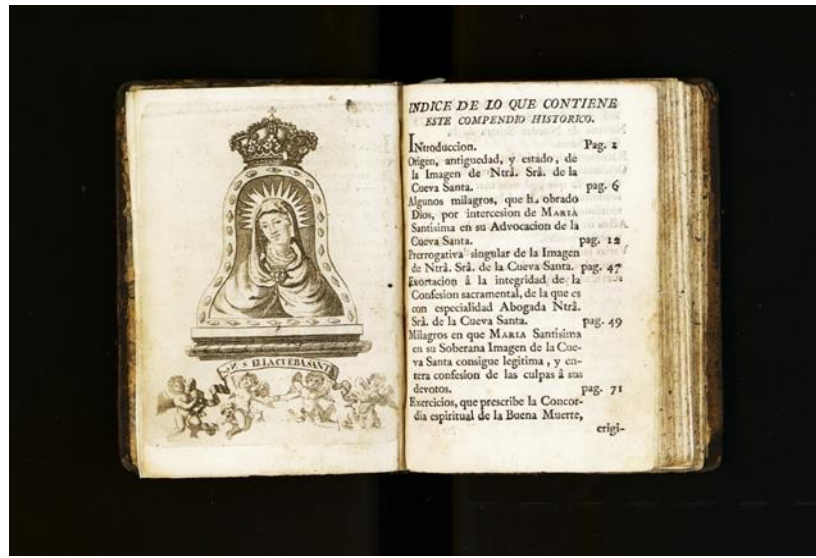 S DE LA CUEBA SANTA
INDICE DE LO QUE CONTIENE
ESTE COMPENDIO HISTORICO.
INtroduccion. Pag. 1
Origen, antiguedad, y estado, de
la Imagen de Ntrâ. Srâ. de la
Cueva Santa. pag. 6
Algunos milagros, que ha obrado
Dios, por intercesion de MARIA
Santisima en su Advocacion de la
Cueva Santa. pag. 12
Prerrogativa singular de la Imagen
de Ntrâ. Srâ. de la Cueva Santa. pag. 47
Exortacion â la integridad de la
Confesion sacramental, de la que es
con especialidad Abogada Ntrâ.
Srâ. de la Cueva Santa. pag. 49
Milagros en que MARIA Santísima
en su Soberana Imagen de la Cue-
va Santa consigue legitima, y en-
tera confesion de las culpas â sus
devotos. pag. 71
Exercicios, que prescribe la Concor-
dia espiritual de la Buena Muerte,
erigi-